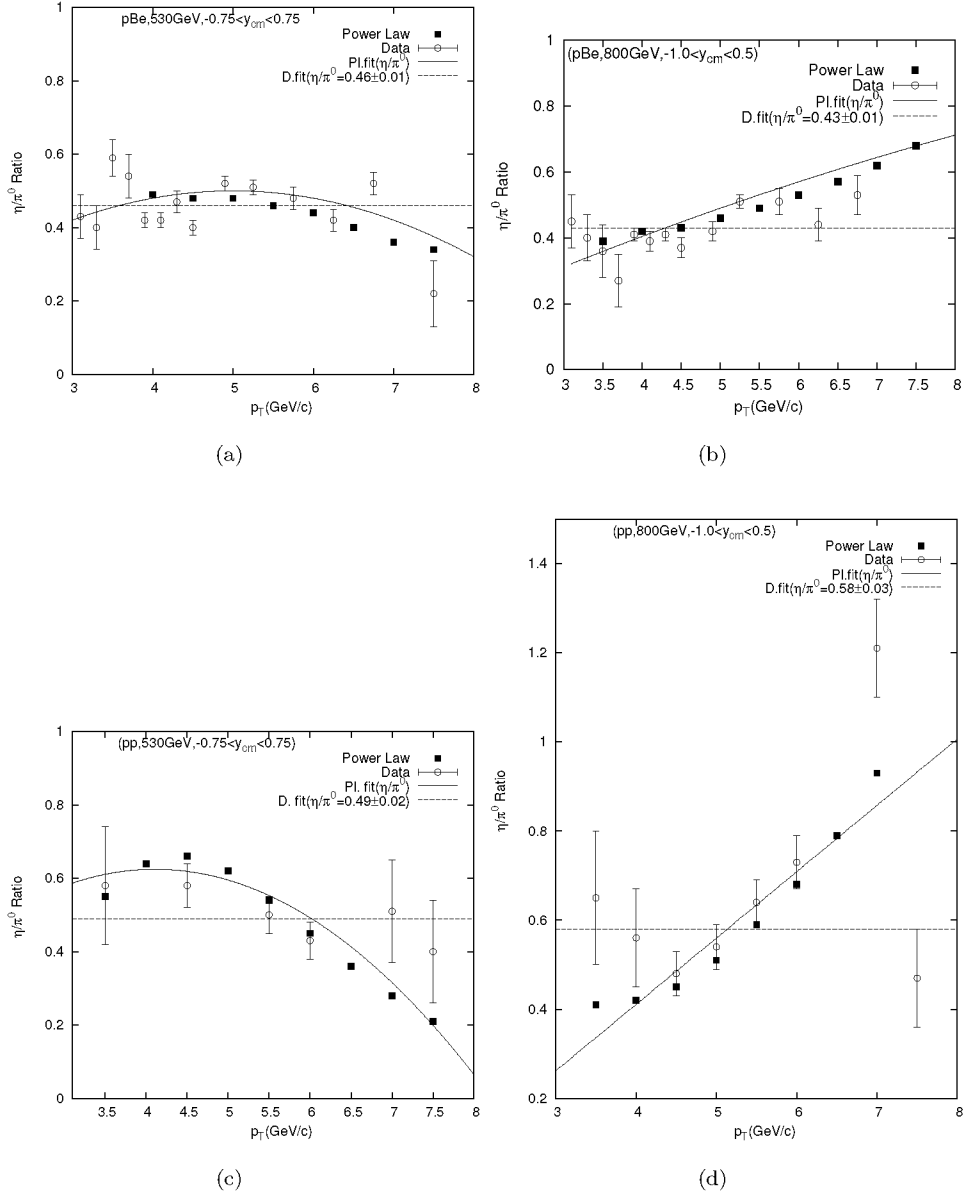 pBe,530GeV,-0.75<y_cm<0.75
Power Law
Data
Pl.fit(η/π^0)
D.fit(η/π^0=0.46±0.01)
η/π^0 Ratio
1
0.8
0.6
0.4
0.2
0
3 4 5 6 7 8
p_T(GeV/c)
(a)
(pBe,800GeV,-1.0<y_cm<0.5)
Power Law
Data
Pl.fit(η/π^0)
D.fit(η/π^0=0.43±0.01)
η/π^0 Ratio
1
0.8
0.6
0.4
0.2
0
3 3.5 4 4.5 5 5.5 6 6.5 7 7.5 8
p_T(GeV/c)
(b)
(pp,530GeV,-0.75<y_cm<0.75)
Power Law
Data
Pl. fit(η/π^0)
D. fit(η/π^0=0.49±0.02)
η/π^0 Ratio
1
0.8
0.6
0.4
0.2
0
3.5 4 4.5 5 5.5 6 6.5 7 7.5 8
p_T(GeV/c)
(c)
(pp,800GeV,-1.0<y_cm<0.5)
Power Law
Data
Pl.fit(η/π^0)
D.fit(η/π^0=0.58±0.03)
η/π^0 Ratio
1.4
1.2
1
0.8
0.6
0.4
0.2
3 4 5 6 7 8
p_T(GeV/c)
(d)